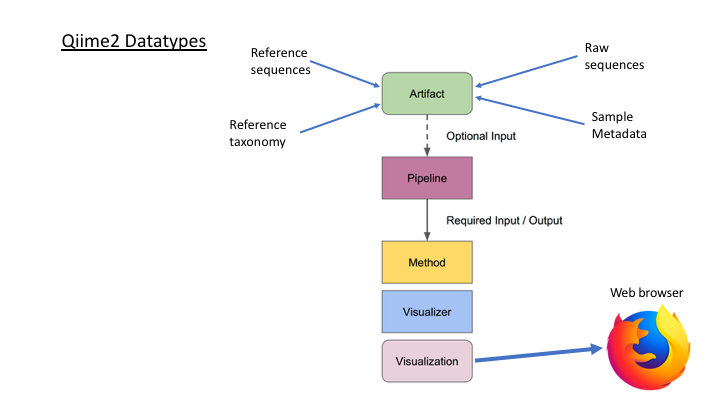 Qiime2 Datatypes
Reference
sequences
Raw
sequences
Artifact
Reference
taxonomy
Sample
Metadata
Optional Input
Pipeline
Required Input / Output
Method
Web browser
Visualizer
Visualization